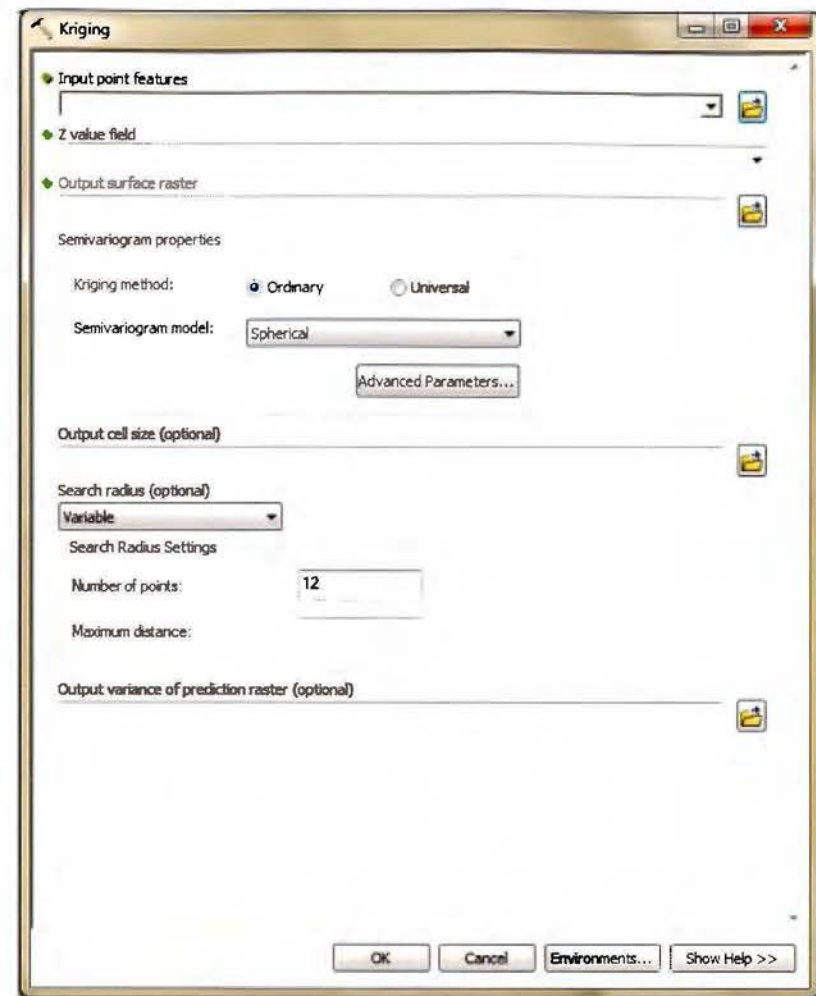 Kriging
Input point features
Z value field
Output surface raster
Semivariogram properties
Kriging method: Ordinary Universal
Semivariogram model: Spherical
Advanced Parameters...
Output cell size (optional)
Search radius (optional)
Variable
Search Radius Settings
Number of points: 12
Maximum distance:
Output variance of prediction raster (optional)
OK Cancel Environments... Show Help >>